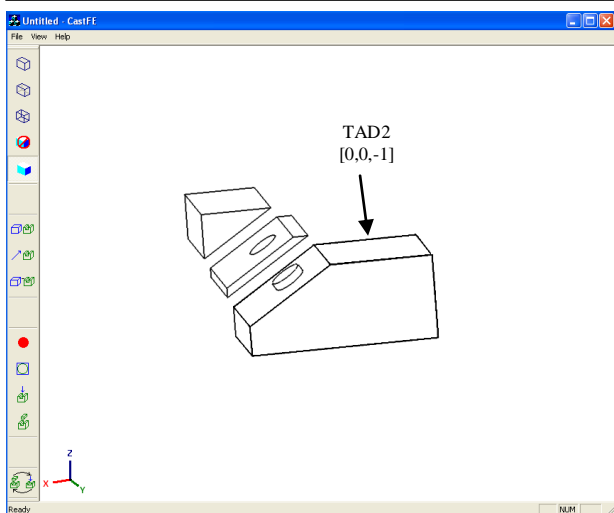 Untitled - CastFE
File View Help
TAD2
[0,0,-1]
Z
X
Y
Ready
NUM